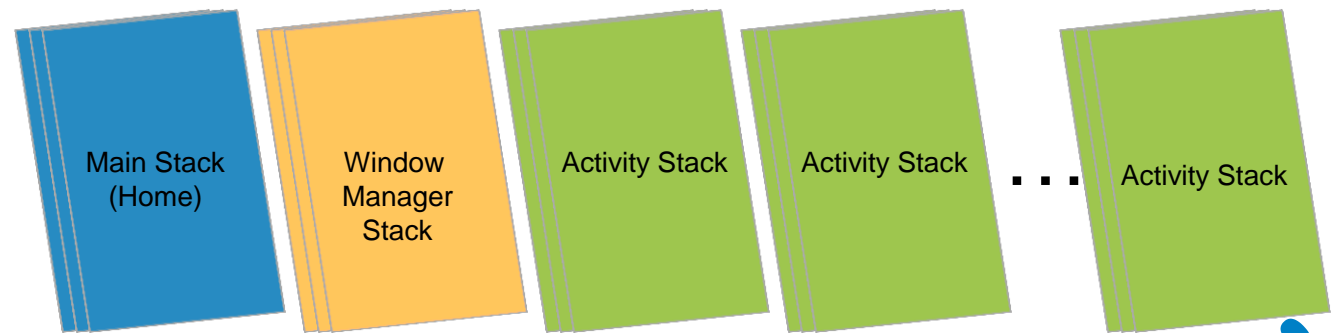 Main Stack
(Home)
Window
Manager
Stack
Activity Stack
Activity Stack
...
Activity Stack